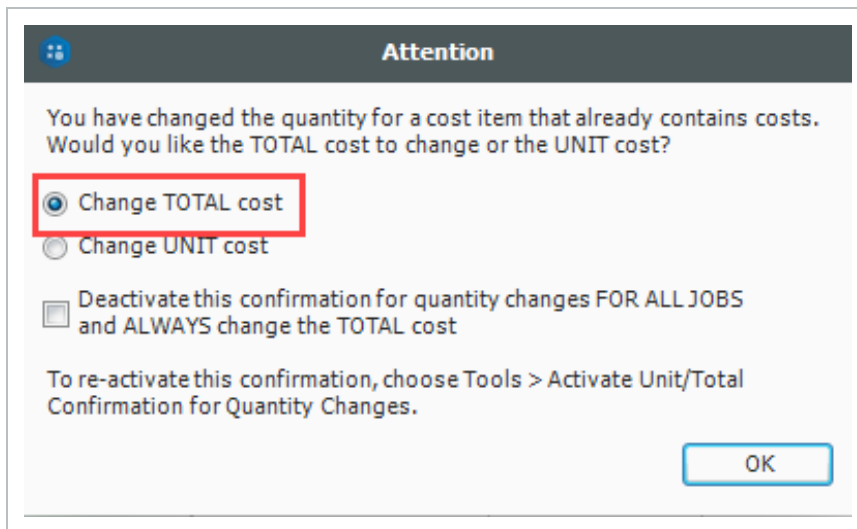 Attention
You have changed the quantity for a cost item that already contains costs.
Would you like the TOTAL cost to change or the UNIT cost?
Change TOTAL cost
Change UNIT cost
Deactivate this confirmation for quantity changes FOR ALL JOBS
and ALWAYS change the TOTAL cost
To re-activate this confirmation, choose Tools > Activate Unit/Total
Confirmation for Quantity Changes.
OK